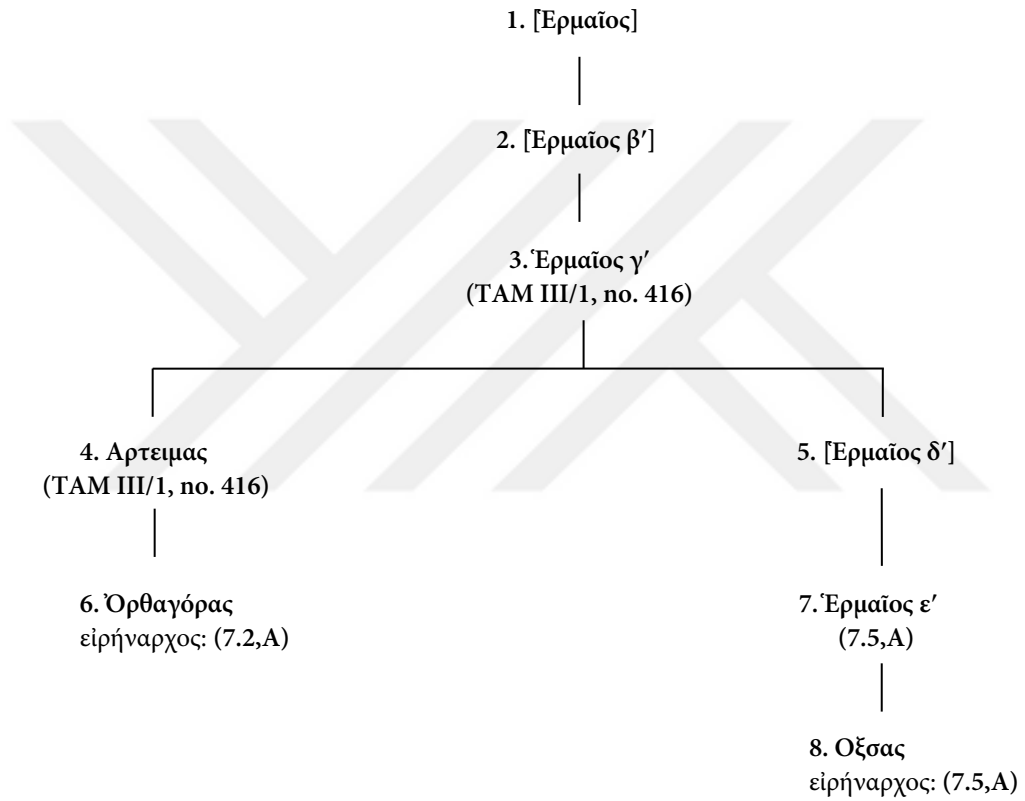 1. [Ἑρμαῖος]
2. [Ἑρμαῖος β′]
3. Ἑρμαῖος γ′
(TAM III/1, no. 416)
4. Αρτειμας
(TAM III/1, no. 416)
5. [Ἑρμαῖος δ′]
6. Ὀρθαγόρας
εἰρήναρχος: (7.2,A)
7. Ἑρμαῖος ε′
(7.5,A)
8. Οξσας
εἰρήναρχος: (7.5,A)